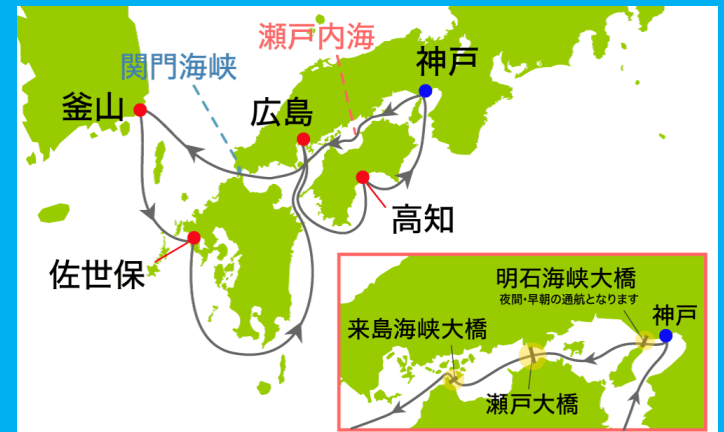 瀬戸内海
関門海峡
神戸
釜山
広島
高知
佐世保
明石海峡大橋
夜間・早朝の通航となります
神戸
来島海峡大橋
瀬戸大橋